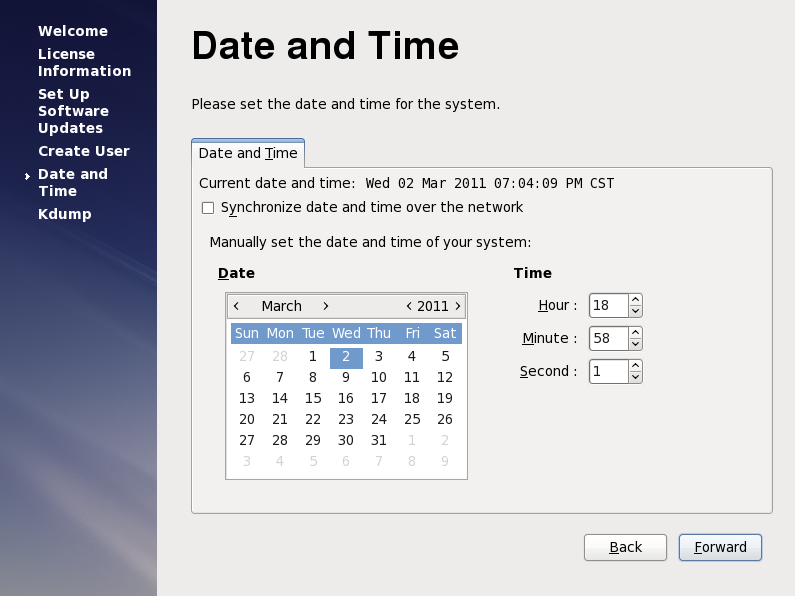 Welcome
License
Information
Set Up
Software
Updates
Create User
Date and
Time
Kdump
Date and Time
Please set the date and time for the system.
Date and Time
Current date and time: Wed 02 Mar 2011 07:04:09 PM CST
Synchronize date and time over the network
Manually set the date and time of your system:
Date
< March > < 2011 >
Sun Mon Tue Wed Thu Fri Sat
27 28 1 2 3 4 5
6 7 8 9 10 11 12
13 14 15 16 17 18 19
20 21 22 23 24 25 26
27 28 29 30 31 1 2
3 4 5 6 7 8 9
Time
Hour : 18
Minute : 58
Second : 1
Back Forward